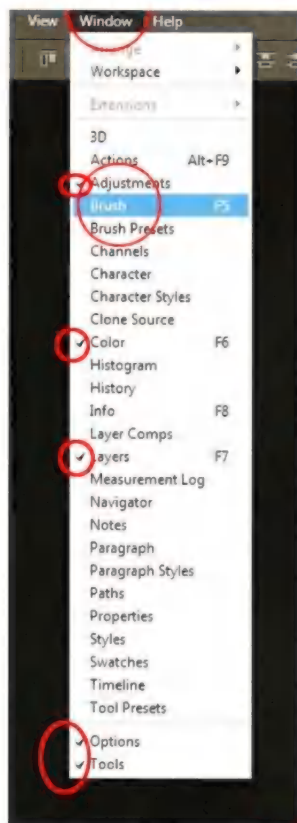 View Window Help
Workspace
Extensions
3D
Actions Alt+F9
Adjustments
Brush F5
Brush Presets
Channels
Character
Character Styles
Clone Source
Color F6
Histogram
History
Info F8
Layer Comps
Layers F7
Measurement Log
Navigator
Notes
Paragraph
Paragraph Styles
Paths
Properties
Styles
Swatches
Timeline
Tool Presets
Options
Tools